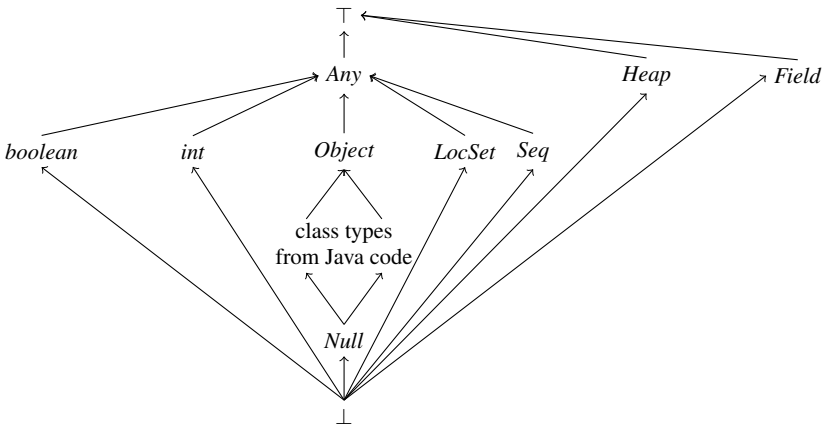 ⊤
Any
Heap
Field
boolean
int
Object
LocSet
Seq
class types
from Java code
Null
⊥